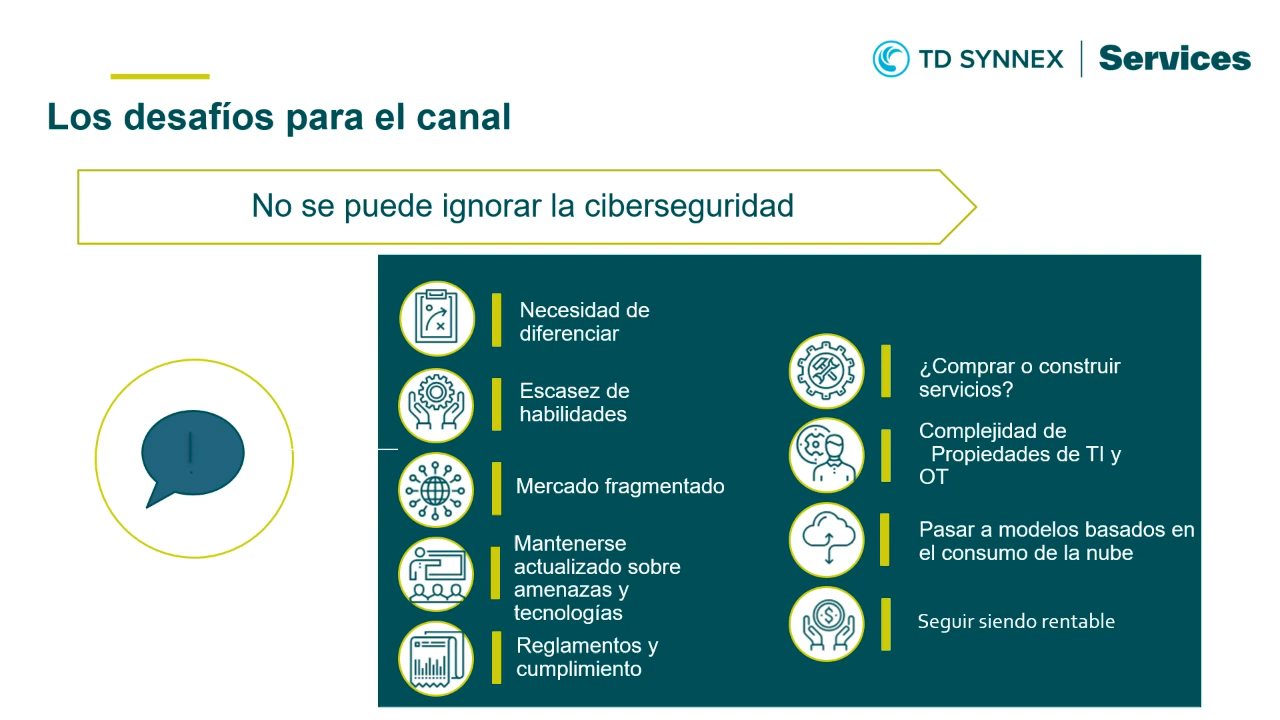 TD SYNNEX | Services
Los desafíos para el canal
No se puede ignorar la ciberseguridad
Necesidad de
diferenciar
Escasez de
habilidades
Mercado fragmentado
Mantenerse
actualizado sobre
amenazas y
tecnologías
Reglamentos y
cumplimiento
¿Comprar o construir
servicios?
Complejidad de
Propiedades de TI y
OT
Pasar a modelos basados en
el consumo de la nube
Seguir siendo rentable